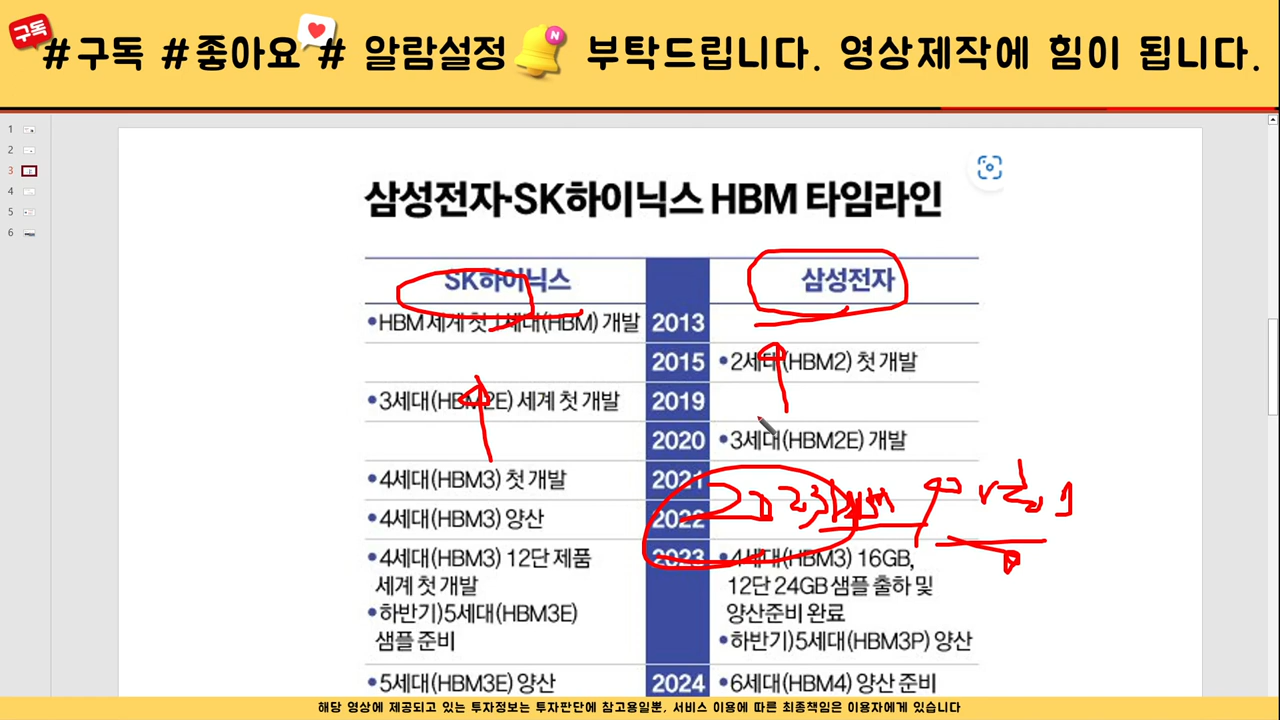 구독
#구독 #좋아요 # 알람설정 N 부탁드립니다. 영상제작에 힘이 됩니다.
1
2
3
4
5
6
삼성전자·SK하이닉스 HBM 타임라인
SK하이닉스 삼성전자
•HBM 세계 첫 1세대(HBM) 개발 2013
2015 •2세대(HBM2) 첫 개발
•3세대(HBM2E) 세계 첫 개발 2019
2020 •3세대(HBM2E) 개발
•4세대(HBM3) 첫 개발 2021
•4세대(HBM3) 양산 2022
•4세대(HBM3) 12단 제품 2023 •4세대(HBM3) 16GB,
세계 첫 개발 12단 24GB 샘플 출하 및
•하반기)5세대(HBM3E) 양산준비 완료
샘플 준비 •하반기)5세대(HBM3P) 양산
•5세대(HBM3E) 양산 2024 •6세대(HBM4) 양산 준비
해당 영상에 제공되고 있는 투자정보는 투자판단에 참고용일뿐, 서비스 이용에 따른 최종책임은 이용자에게 있습니다